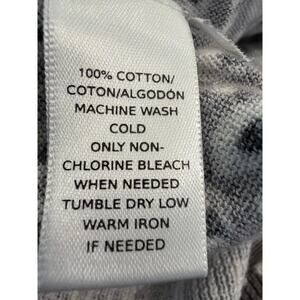 100% COTTON/
COTON/ALGODÓN
MACHINE WASH
COLD
ONLY NON-
CHLORINE BLEACH
WHEN NEEDED
TUMBLE DRY LOW
WARM IRON
IF NEEDED